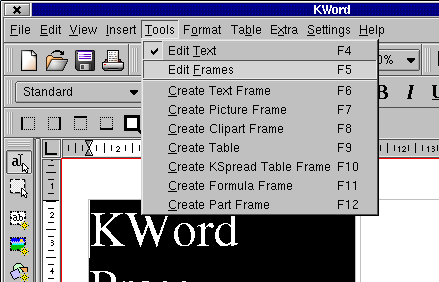 KWord
File Edit View Insert Tools Format Table Extra Settings Help
Edit Text F4
Edit Frames F5
0%
Standard
Create Text Frame F6
B I U
Create Picture Frame F7
Create Clipart Frame F8
Create Table F9
Create KSpread Table Frame F10
Create Formula Frame F11
Create Part Frame F12
KWord